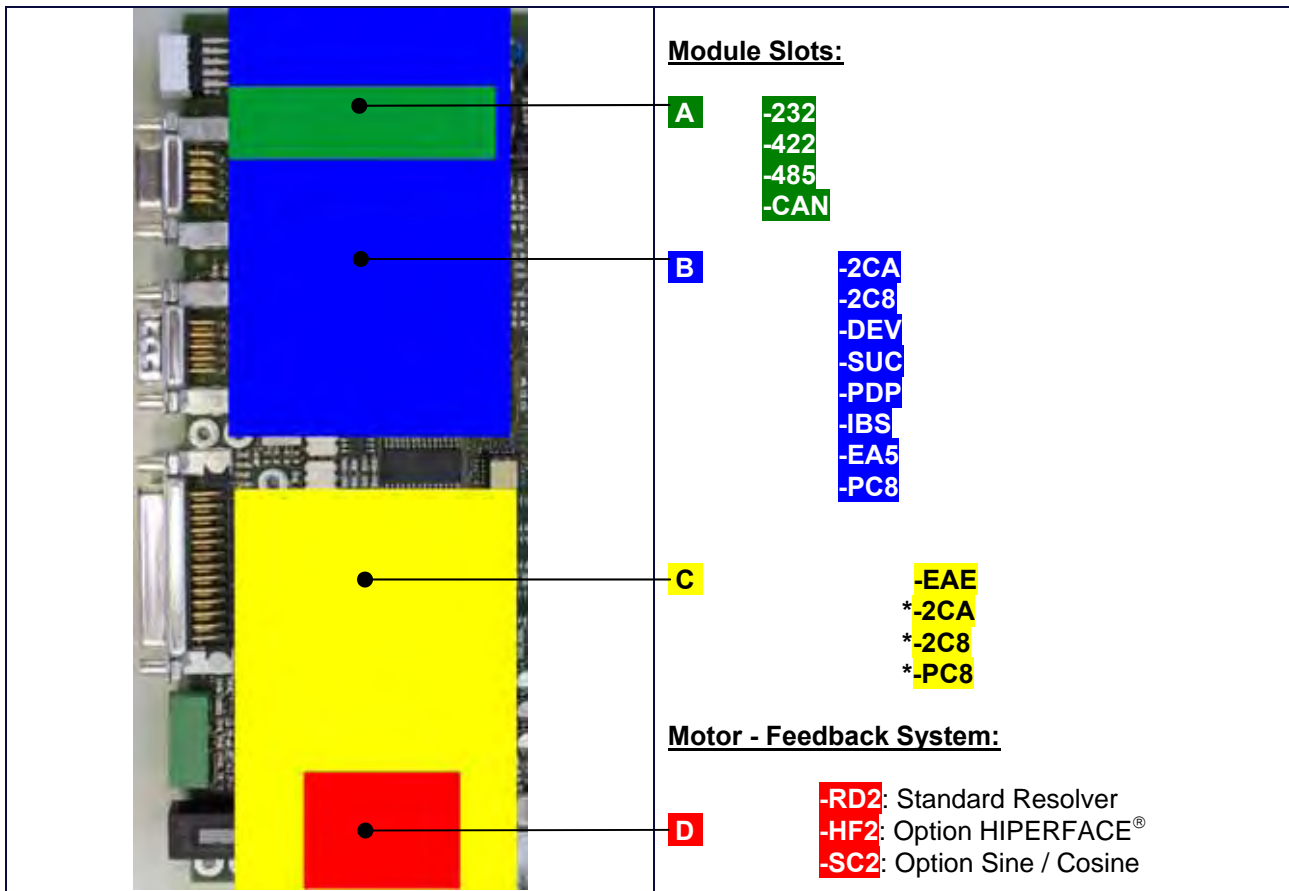 Module Slots:
A -232
-422
-485
-CAN
B -2CA
-2C8
-DEV
-SUC
-PDP
-IBS
-EA5
-PC8
C -EAE
*-2CA
*-2C8
*-PC8
Motor - Feedback System:
-RD2: Standard Resolver
D -HF2: Option HIPERFACE®
-SC2: Option Sine / Cosine